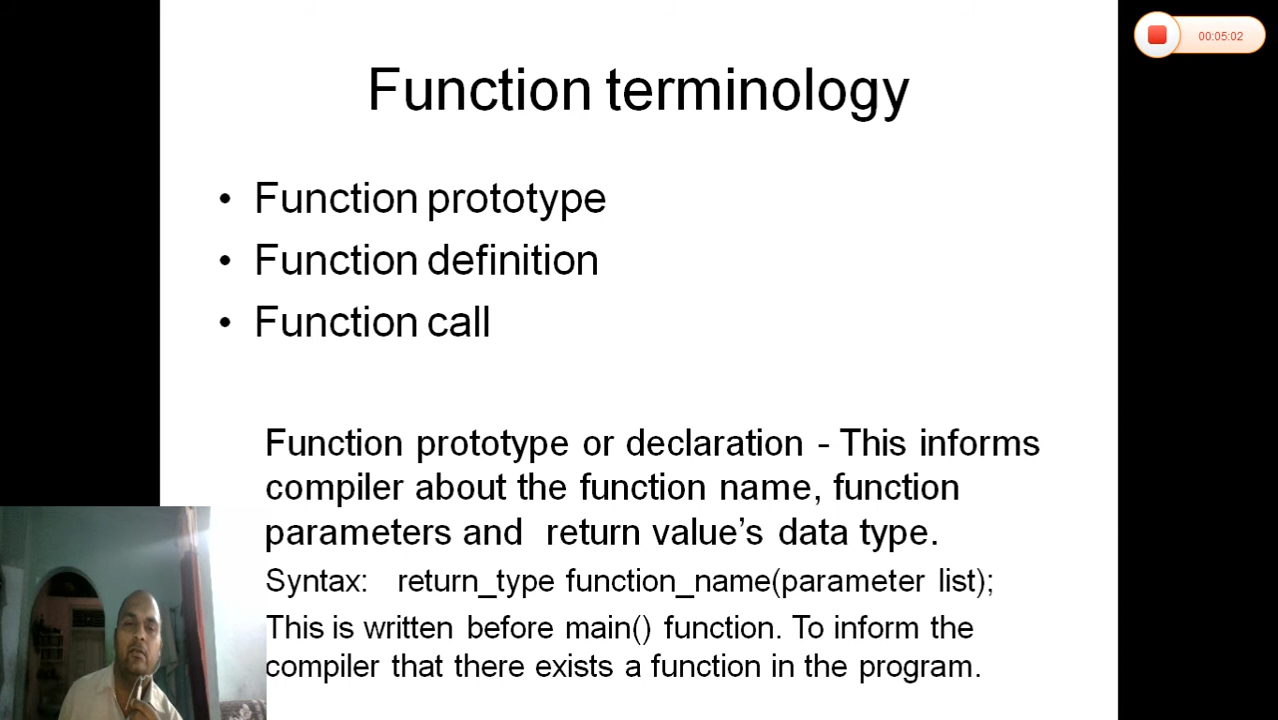 00:05:02
Function terminology
• Function prototype
• Function definition
• Function call
Function prototype or declaration - This informs
compiler about the function name, function
parameters and return value’s data type.
Syntax: return_type function_name(parameter list);
This is written before main() function. To inform the
compiler that there exists a function in the program.